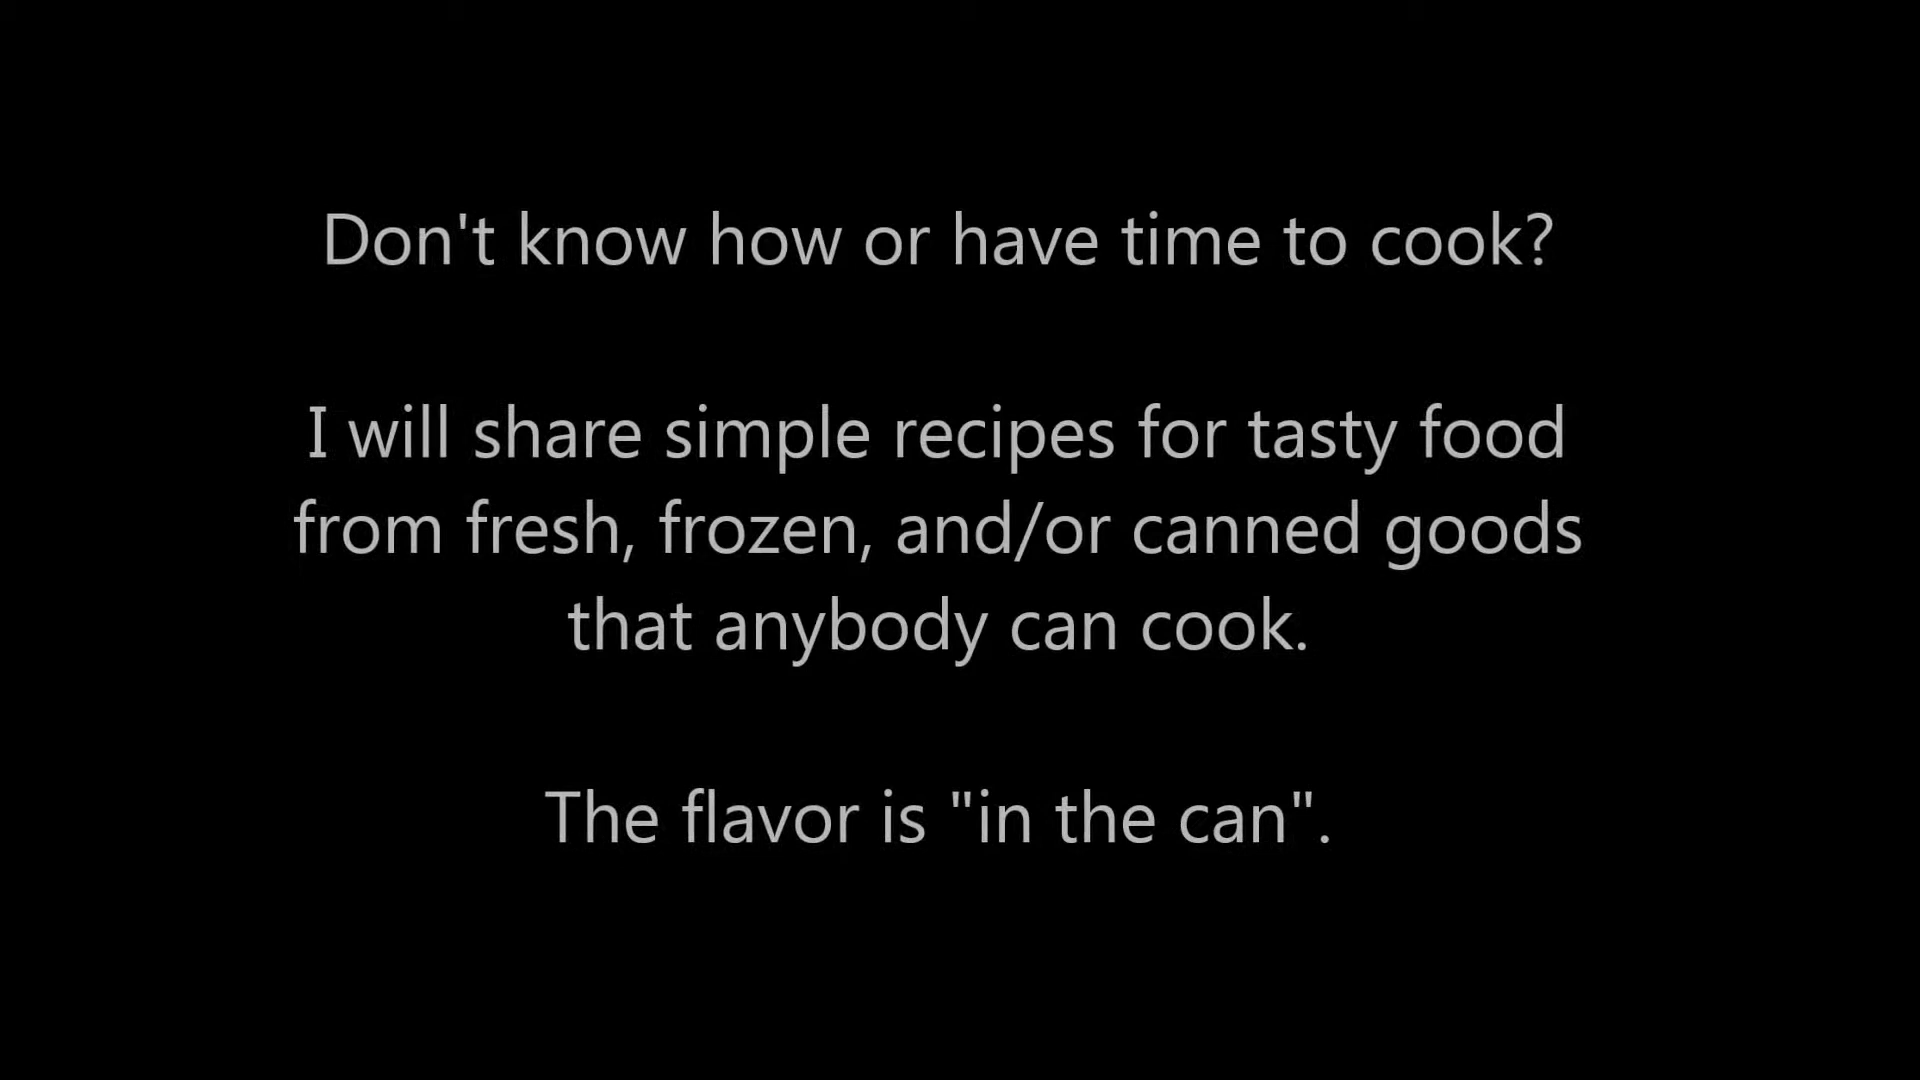 Don't know how or have time to cook?
I will share simple recipes for tasty food
from fresh, frozen, and/or canned goods
that anybody can cook.
The flavor is "in the can".